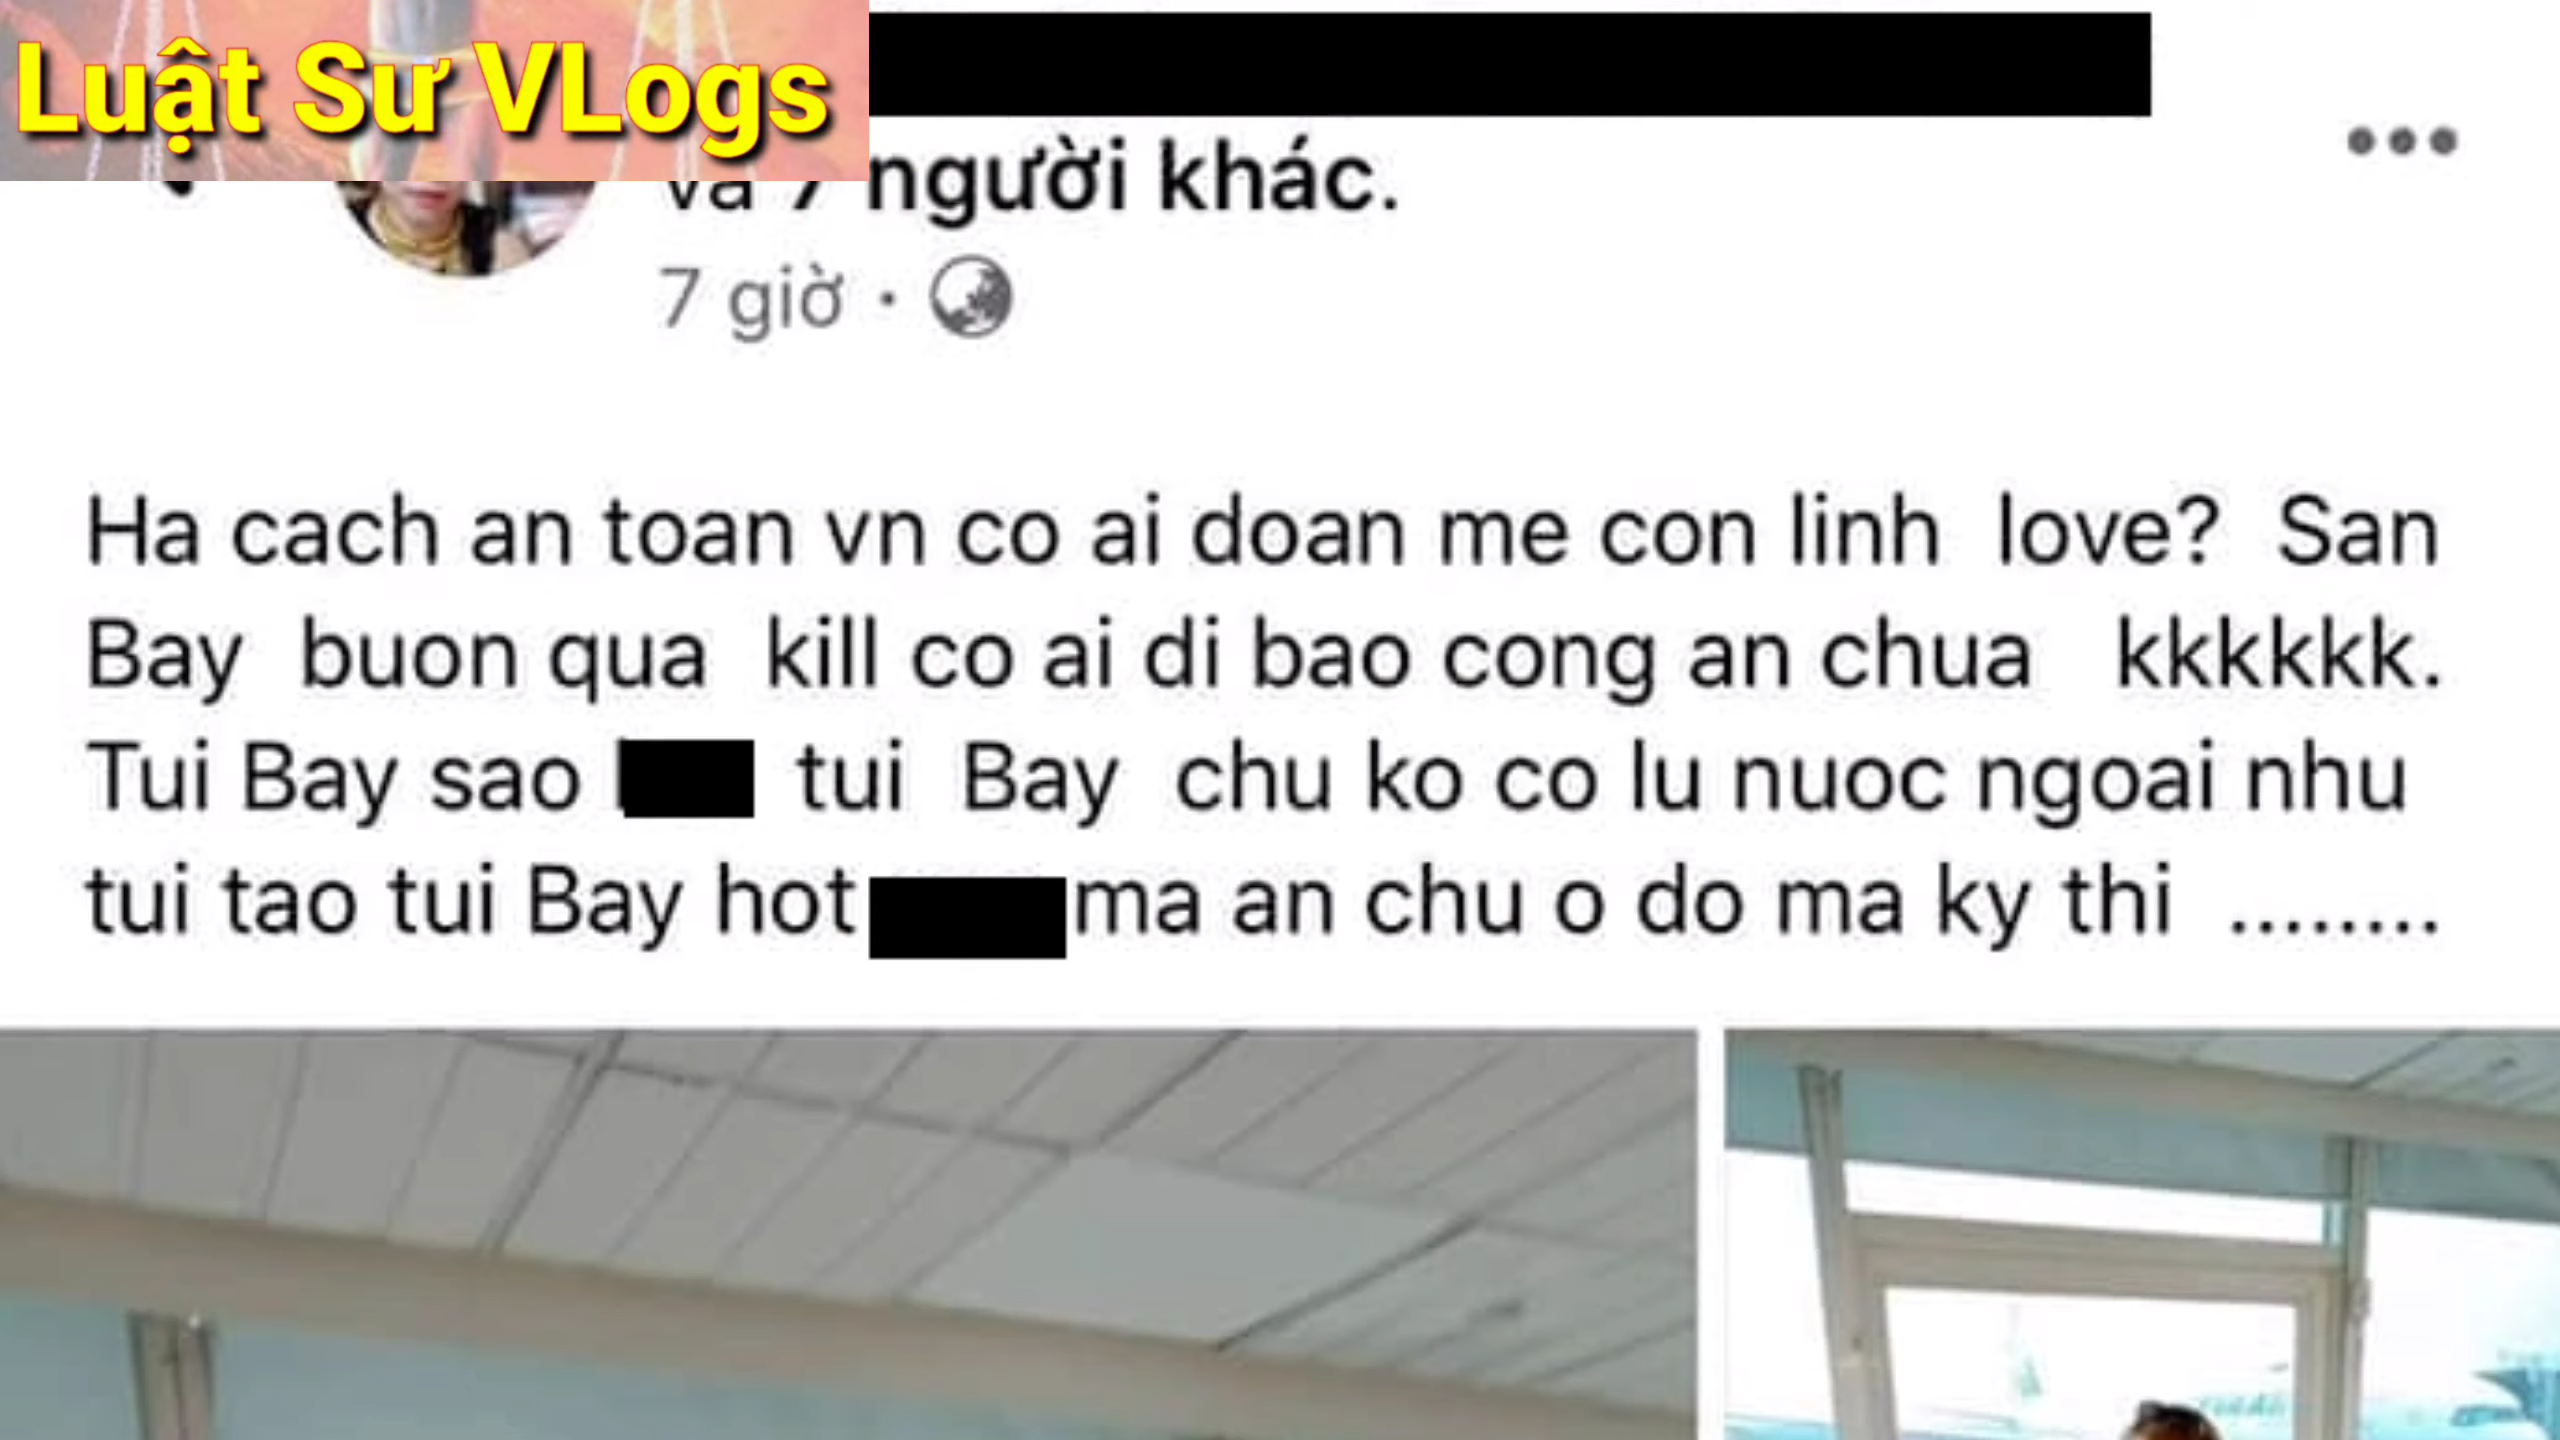 Luật Sư VLogs
và 7 người khác.
7 giờ ·
Ha cach an toan vn co ai doan me con linh love? San
Bay buon qua kill co ai di bao cong an chua kkkkkk.
Tui Bay sao tui Bay chu ko co lu nuoc ngoai nhu
tui tao tui Bay hot ma an chu o do ma ky thi ........